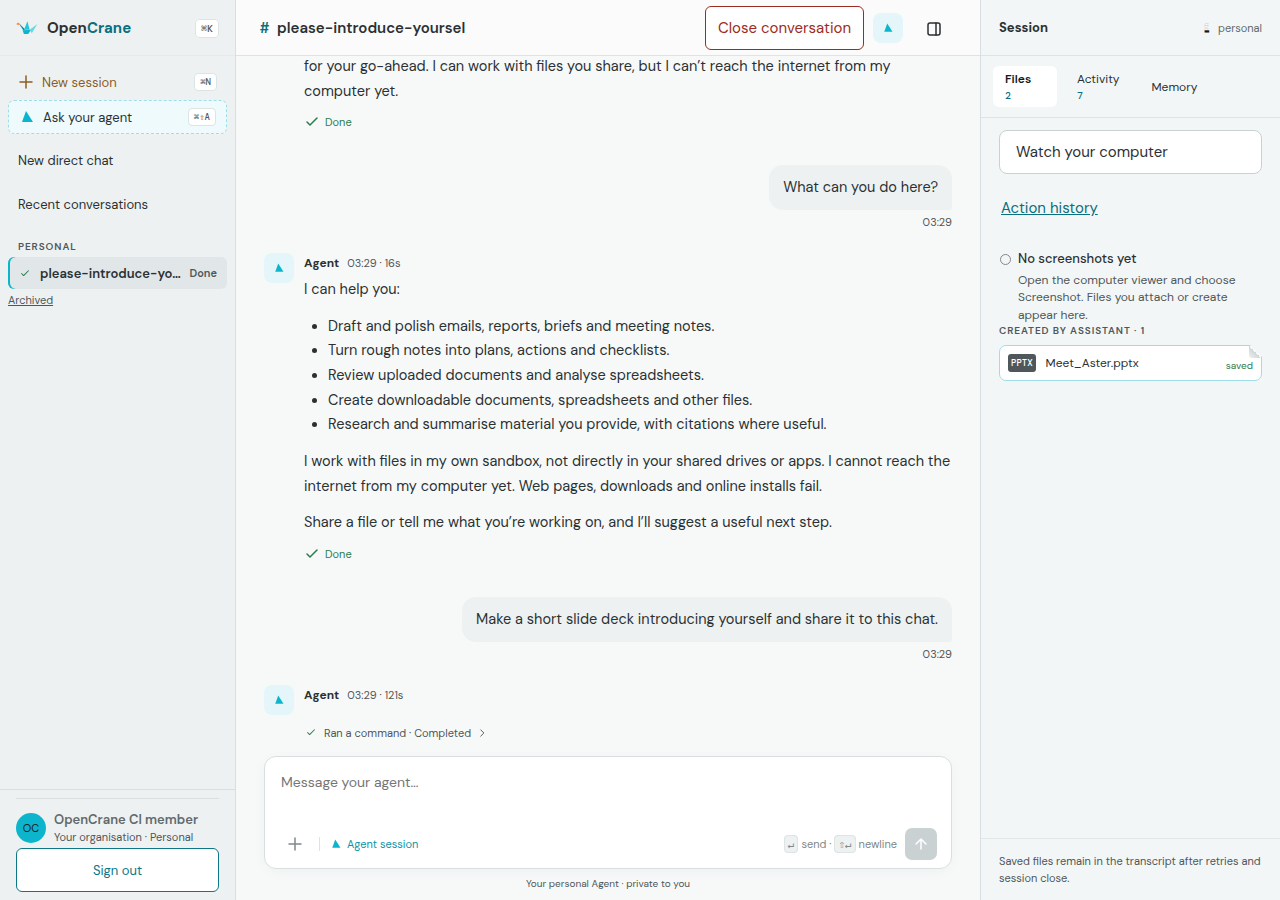 OpenCrane
⌘K
New session
⌘N
Ask your agent
⌘⇧A
New direct chat
Recent conversations
PERSONAL
please-introduce-yo... Done
Archived
OC
OpenCrane CI member
Your organisation · Personal
Sign out
# please-introduce-yoursel
Close conversation
for your go-ahead. I can work with files you share, but I can’t reach the internet from my
computer yet.
Done
What can you do here?
03:29
Agent 03:29 · 16s
I can help you:
• Draft and polish emails, reports, briefs and meeting notes.
• Turn rough notes into plans, actions and checklists.
• Review uploaded documents and analyse spreadsheets.
• Create downloadable documents, spreadsheets and other files.
• Research and summarise material you provide, with citations where useful.
I work with files in my own sandbox, not directly in your shared drives or apps. I cannot reach the
internet from my computer yet. Web pages, downloads and online installs fail.
Share a file or tell me what you’re working on, and I’ll suggest a useful next step.
Done
Make a short slide deck introducing yourself and share it to this chat.
03:29
Agent 03:29 · 121s
Ran a command · Completed
Message your agent…
Agent session
↵ send · ⇧↵ newline
Your personal Agent · private to you
Session
personal
Files
2
Activity
7
Memory
Watch your computer
Action history
No screenshots yet
Open the computer viewer and choose
Screenshot. Files you attach or create
appear here.
CREATED BY ASSISTANT · 1
PPTX Meet_Aster.pptx
saved
Saved files remain in the transcript after retries and
session close.